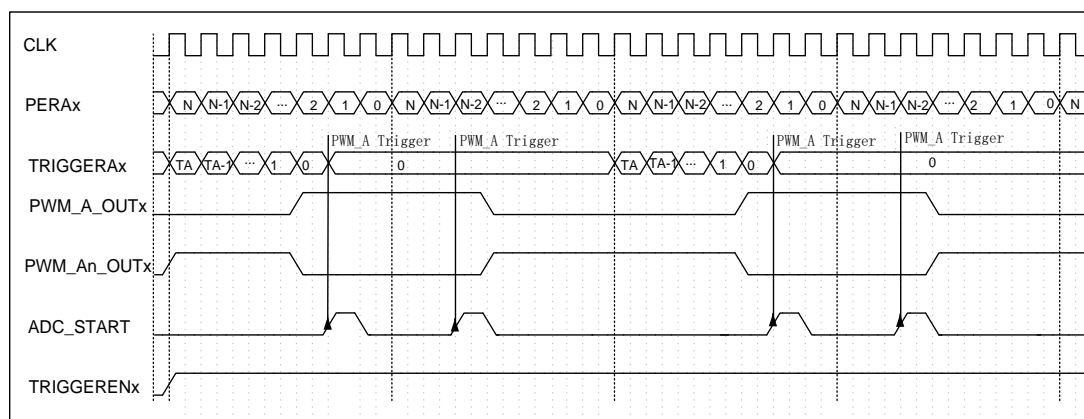 CLK
PERAx N N-1 N-2 ... 2 1 0 N N-1 N-2 ... 2 1 0 N N-1 N-2 ... 2 1 0 N N-1 N-2 ... 2 1 0 N
PWM_A Trigger PWM_A Trigger PWM_A Trigger PWM_A Trigger
TRIGGERAx TA TA-1 ... 1 0 0 TA TA-1 ... 1 0 0
PWM_A_OUTx
PWM_An_OUTx
ADC_START
TRIGGERENx